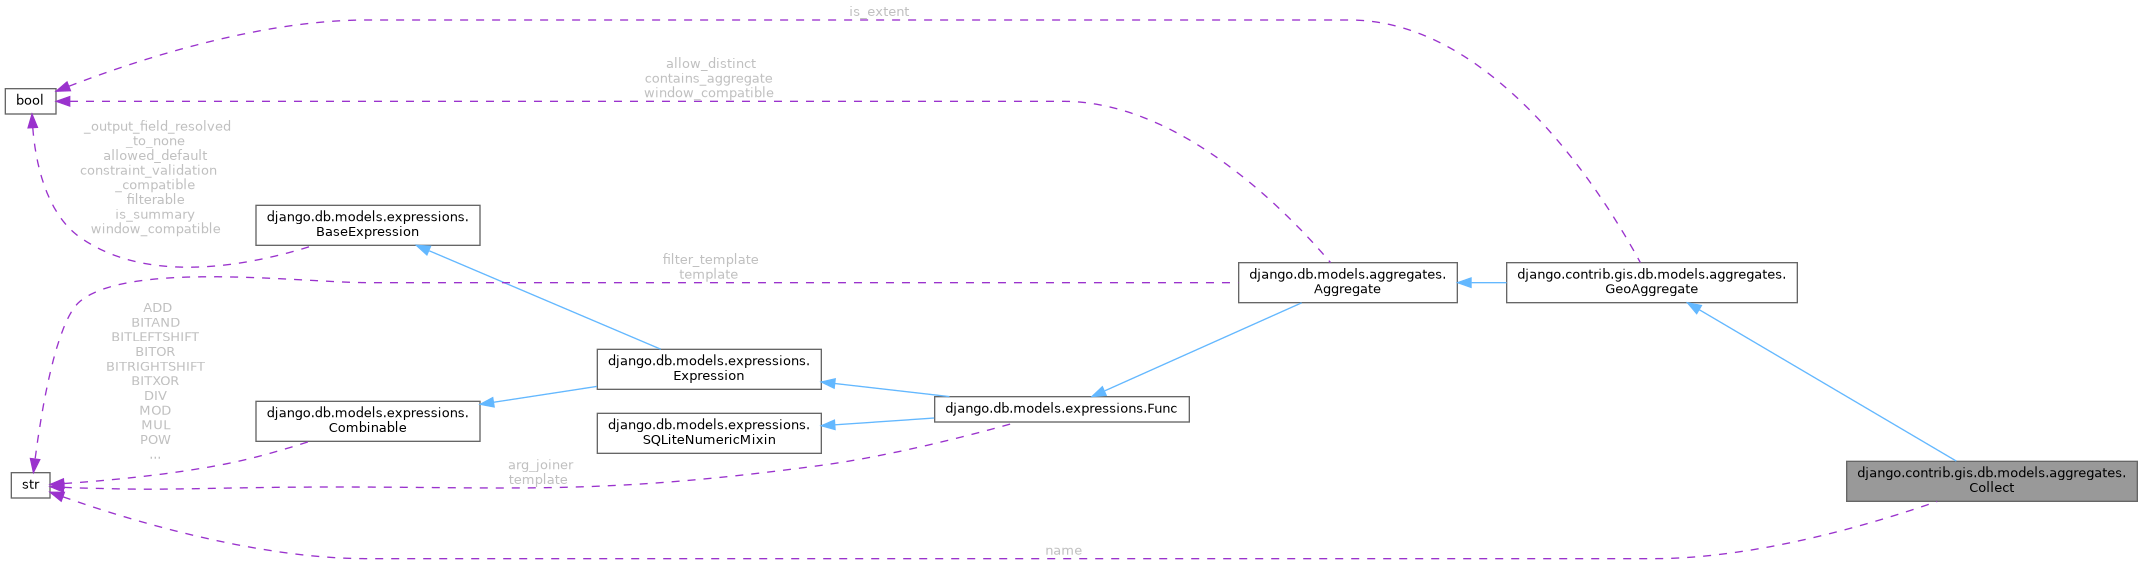 is_extent
allow_distinct
contains_aggregate
window_compatible
bool
_output_field_resolved
_to_none
allowed_default
constraint_validation
_compatible
filterable
is_summary
window_compatible
django.db.models.expressions.
BaseExpression
filter_template
template
django.db.models.aggregates.
Aggregate
django.contrib.gis.db.models.aggregates.
GeoAggregate
ADD
BITAND
BITLEFTSHIFT
BITOR
BITRIGHTSHIFT
BITXOR
DIV
MOD
MUL
POW
...
django.db.models.expressions.
Expression
django.db.models.expressions.
Combinable
django.db.models.expressions.
SQLiteNumericMixin
django.db.models.expressions.Func
str
arg_joiner
template
django.contrib.gis.db.models.aggregates.
Collect
name